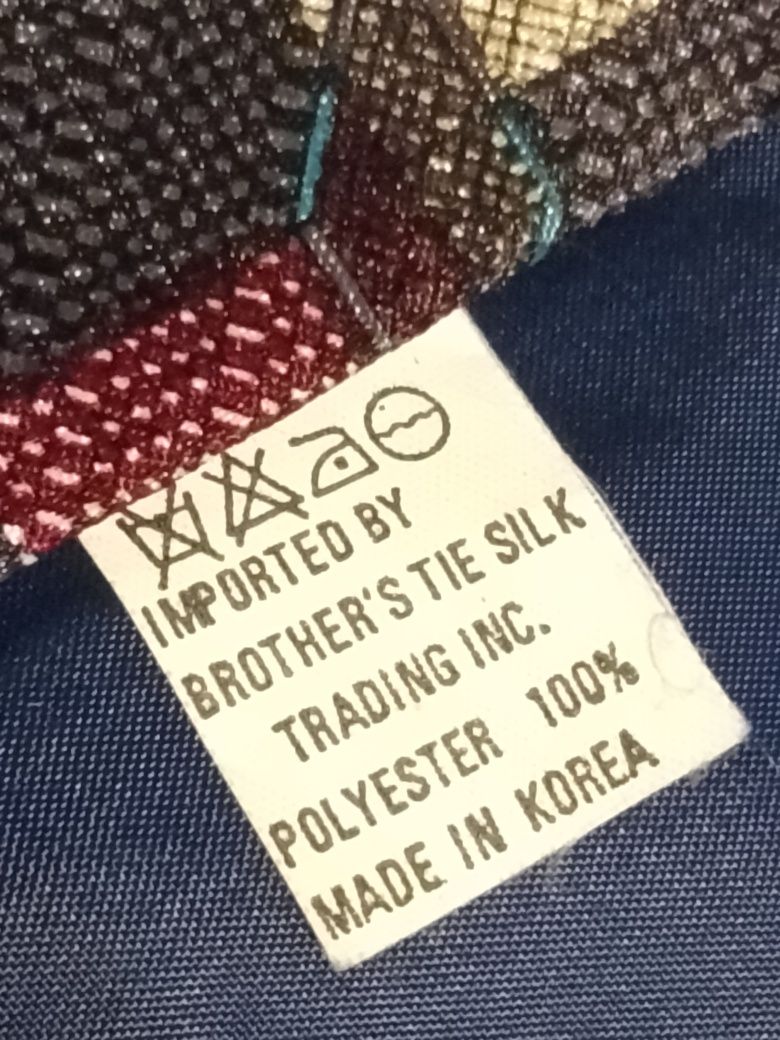 IMPORTED BY
BROTHER'S TIE SILK
TRADING INC.
POLYESTER 100%
MADE IN KOREA